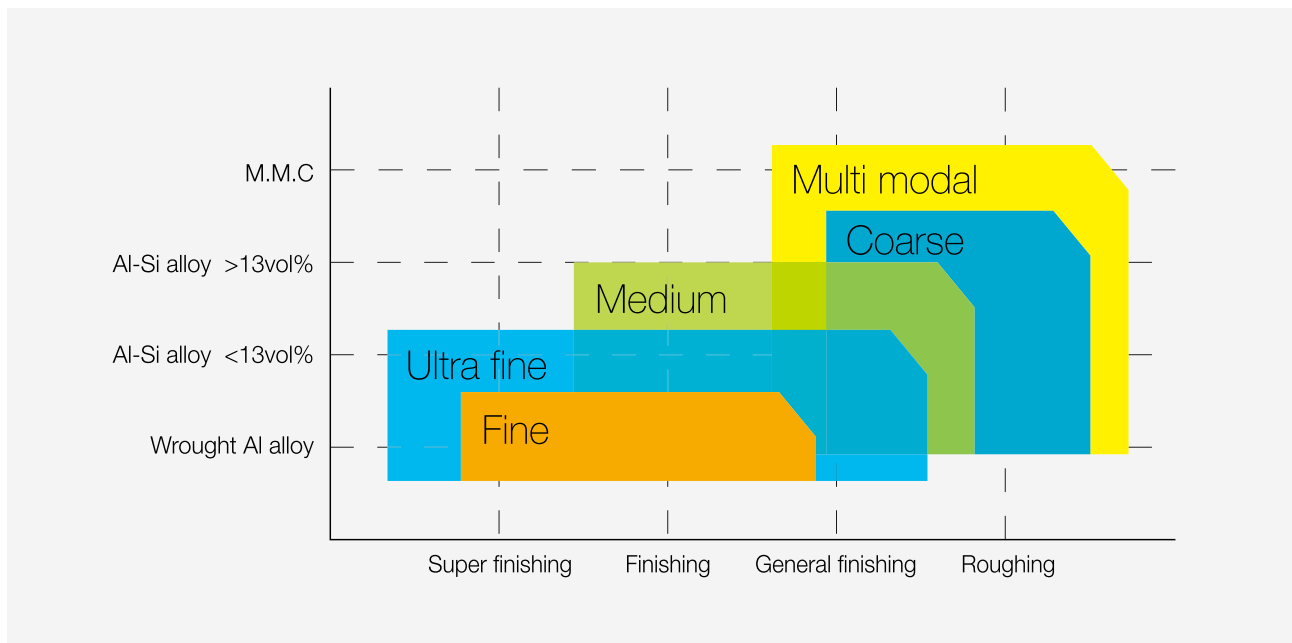 M.M.C
Multi modal
Coarse
Al-Si alloy >13vol%
Medium
Al-Si alloy <13vol%
Ultra fine
Fine
Wrought Al alloy
Super finishing
Finishing
General finishing
Roughing